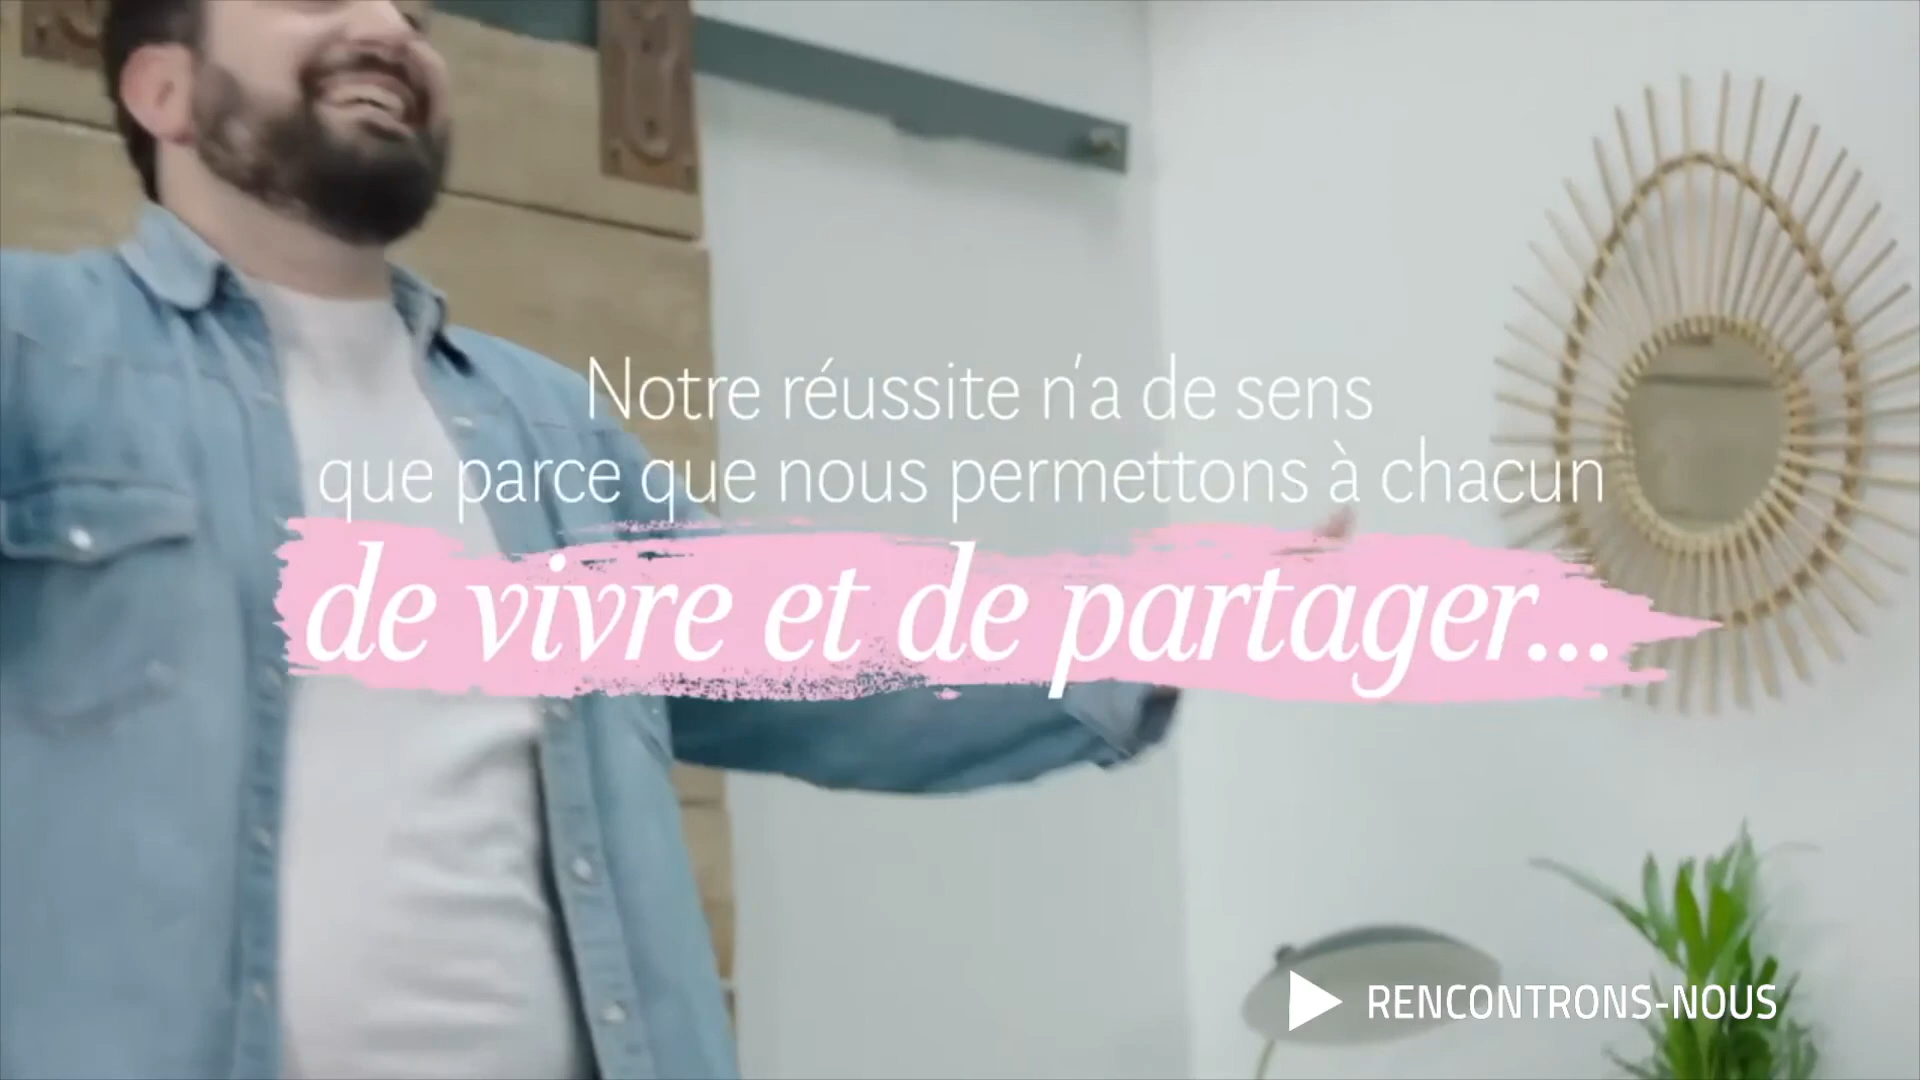 Notre réussite n'a de sens
que parce que nous permettons à chacun
de vivre et de partager...
RENCONTRONS-NOUS